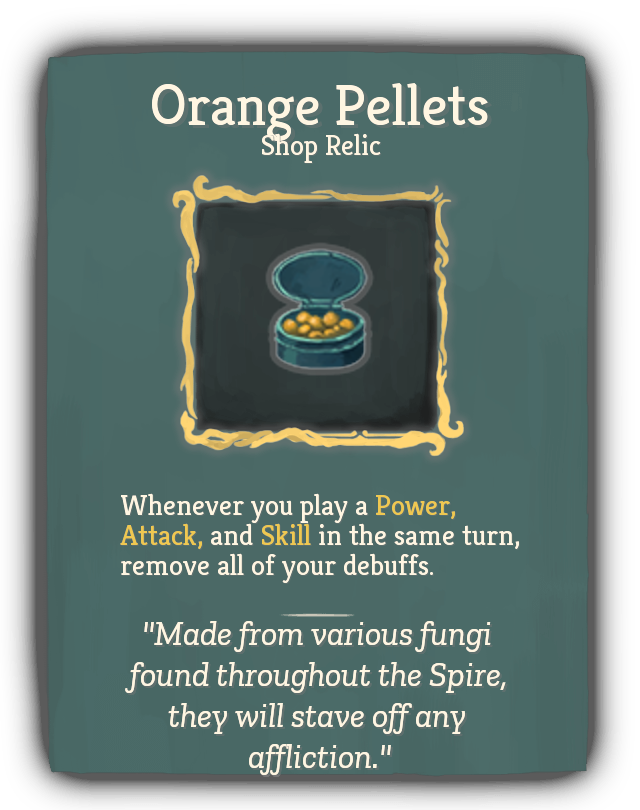 Orange Pellets
Shop Relic
Whenever you play a Power,
Attack, and Skill in the same turn,
remove all of your debuffs.
"Made from various fungi
found throughout the Spire,
they will stave off any
affliction."